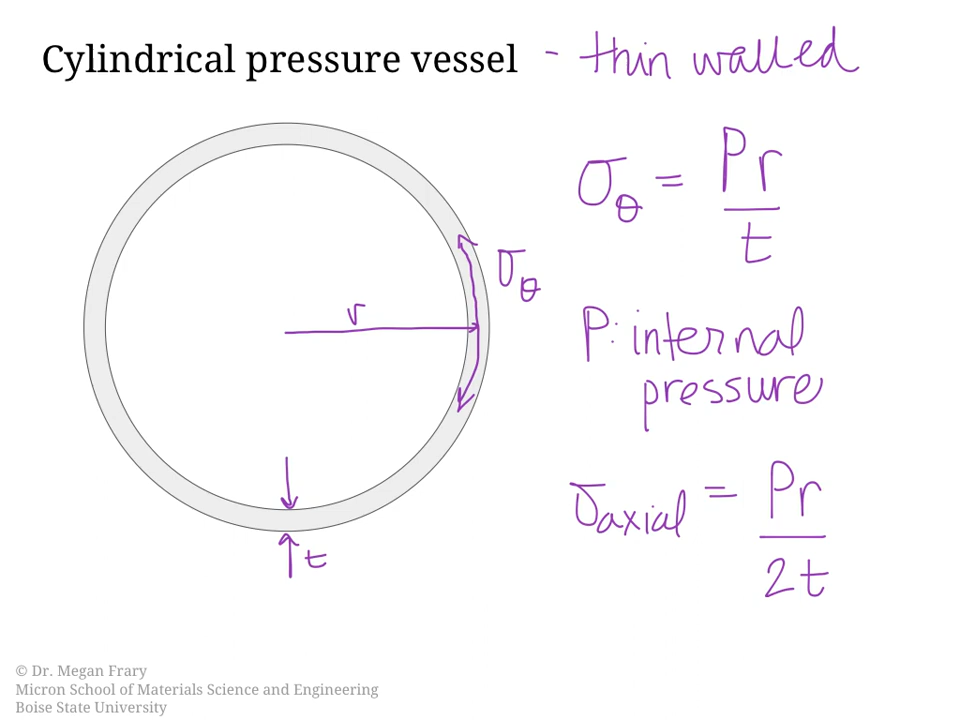 Cylindrical pressure vessel - thin walled
σθ = Pr/t
σθ
r
P: internal
pressure
σaxial = Pr/2t
t
© Dr. Megan Frary
Micron School of Materials Science and Engineering
Boise State University